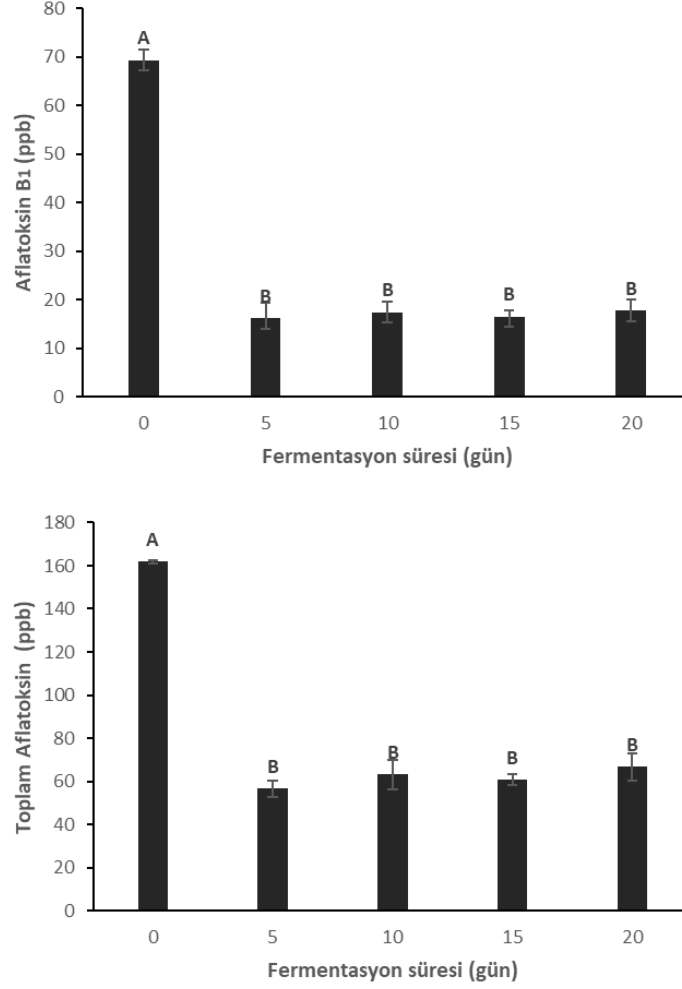 80
70
60
50
40
30
20
10
0
Aflatoksin B1 (ppb)
A
B
B
B
B
0 5 10 15 20
Fermentasyon süresi (gün)
180
160
140
120
100
80
60
40
20
0
Toplam Aflatoksin (ppb)
A
B
B
B
B
0 5 10 15 20
Fermentasyon süresi (gün)